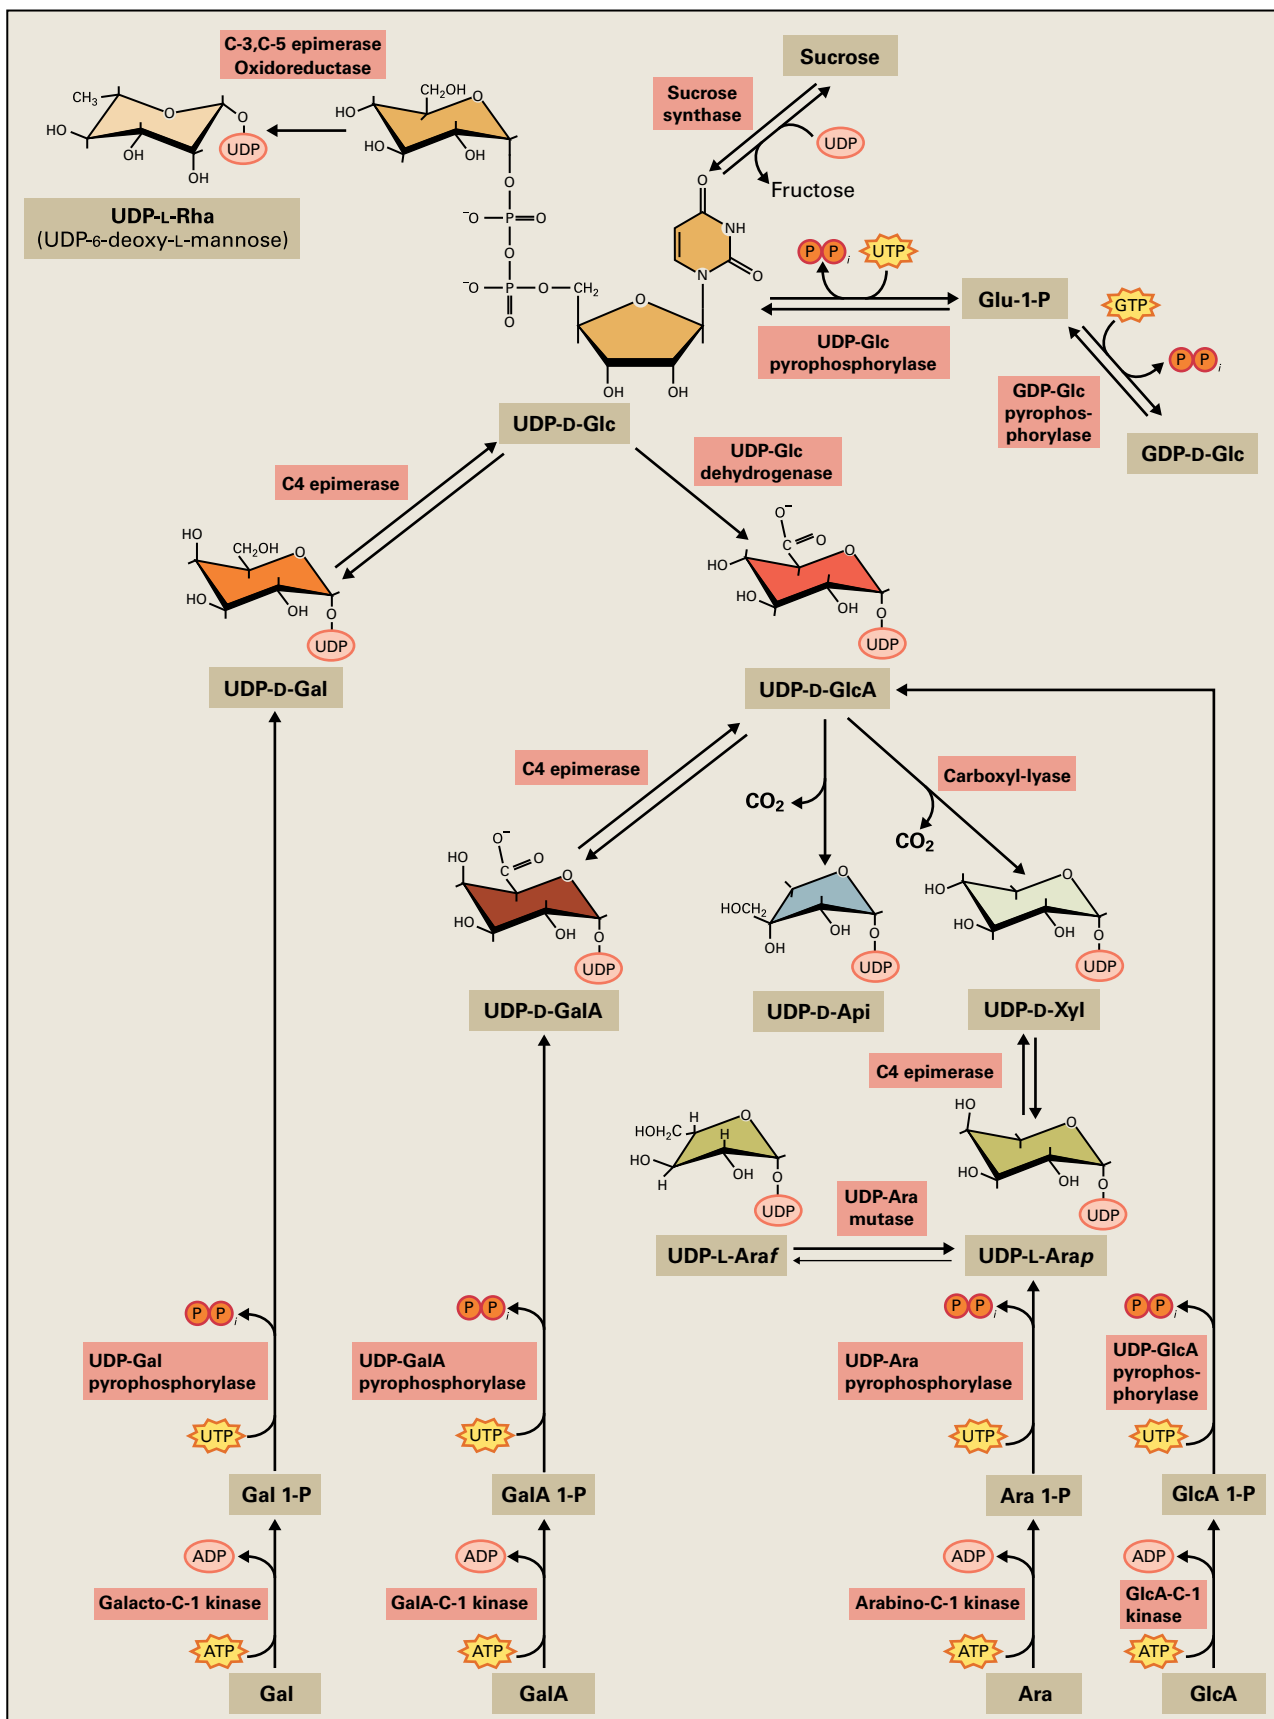 C-3,C-5 epimerase
Oxidoreductase
Sucrose
Sucrose
synthase
UDP
Fructose
CH₃
O
O
HO
OH
OH
UDP
CH₂OH
O
HO
HO
OH
O
⁻O
P
O
O
⁻O
P
O
CH₂
O
O
OH
OH
O
NH
N
O
UDP-L-Rha
(UDP-6-deoxy-L-mannose)
P P i
UTP
Glu-1-P
UDP-Glc
pyrophosphorylase
GTP
P P i
GDP-Glc
pyrophos-
phorylase
GDP-D-Glc
UDP-D-Glc
C4 epimerase
UDP-Glc
dehydrogenase
HO
CH₂OH
O
HO
OH
O
UDP
UDP-D-Gal
O⁻
C
O
O
HO
HO
OH
O
UDP
UDP-D-GlcA
C4 epimerase
Carboxyl-lyase
CO₂
CO₂
O⁻
C
O
HO
O
HO
OH
O
UDP
UDP-D-GalA
O
HOCH₂
OH
OH
O
UDP
UDP-D-Api
O
HO
HO
OH
O
UDP
UDP-D-Xyl
C4 epimerase
H
O
HOH₂C
H
HO
H
OH
O
UDP
UDP-L-Araf
UDP-Ara
mutase
HO
O
HO
OH
O
UDP
UDP-L-Arap
P P i
UDP-Gal
pyrophosphorylase
UTP
Gal 1-P
ADP
Galacto-C-1 kinase
ATP
Gal
P P i
UDP-GalA
pyrophosphorylase
UTP
GalA 1-P
ADP
GalA-C-1 kinase
ATP
GalA
P P i
UDP-Ara
pyrophosphorylase
UTP
Ara 1-P
ADP
Arabino-C-1 kinase
ATP
Ara
P P i
UDP-GlcA
pyrophos-
phorylase
UTP
GlcA 1-P
ADP
GlcA-C-1
kinase
ATP
GlcA